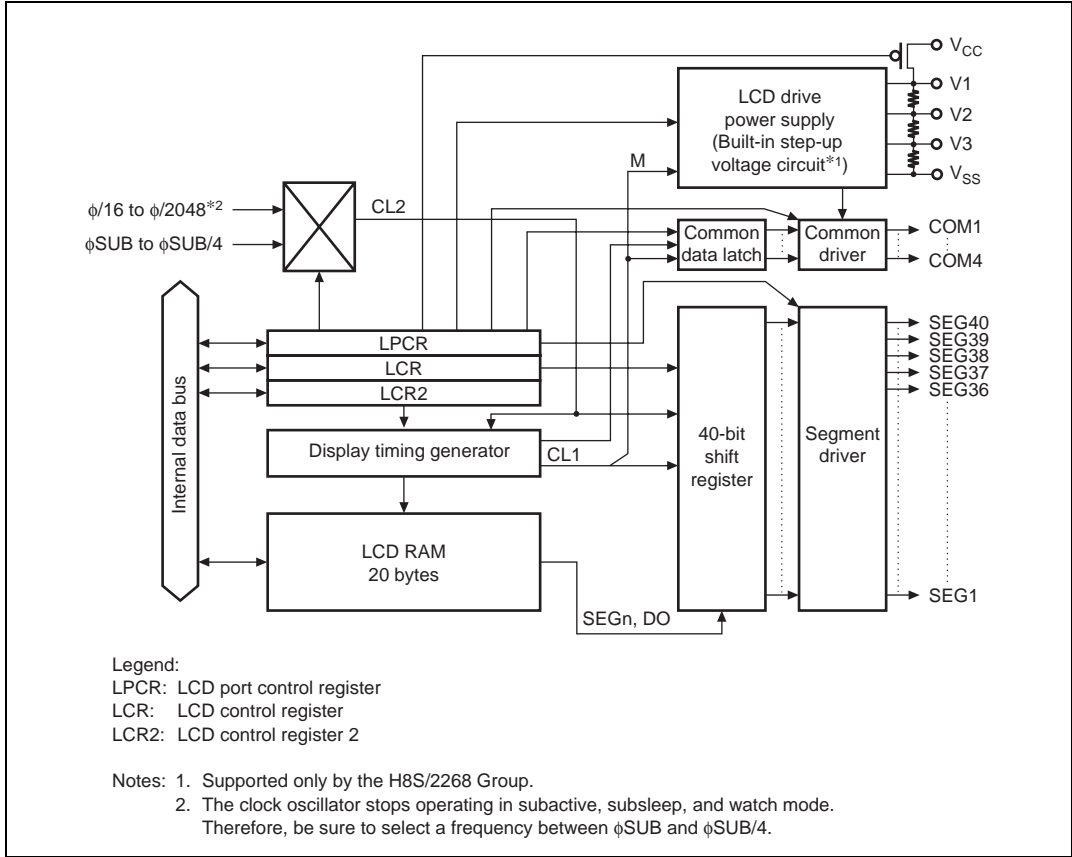 V_CC
V1
V2
V3
V_SS
LCD drive
power supply
(Built-in step-up
voltage circuit*1)
M
φ/16 to φ/2048*2
φSUB to φSUB/4
CL2
Common
data latch
Common
driver
COM1
COM4
Internal data bus
LPCR
LCR
LCR2
Display timing generator
CL1
LCD RAM
20 bytes
SEGn, DO
40-bit
shift
register
Segment
driver
SEG40
SEG39
SEG38
SEG37
SEG36
SEG1
Legend:
LPCR: LCD port control register
LCR: LCD control register
LCR2: LCD control register 2
Notes: 1. Supported only by the H8S/2268 Group.
2. The clock oscillator stops operating in subactive, subsleep, and watch mode.
Therefore, be sure to select a frequency between φSUB and φSUB/4.